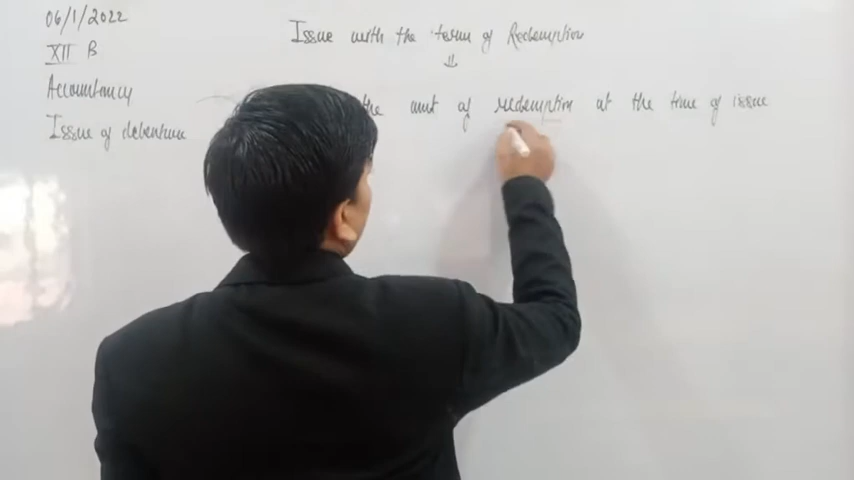 06/1/2022
XII B
Accountancy
Issue of debenture
Issue with the term of Redemption
the amt of redemption at the time of issue